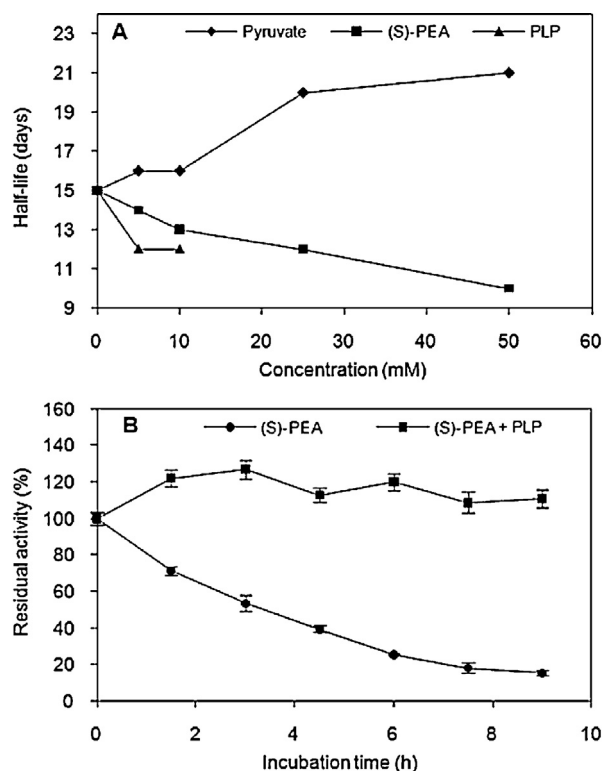 A
Pyruvate (S)-PEA PLP
Half-life (days)
23
21
19
17
15
13
11
9
0 10 20 30 40 50 60
Concentration (mM)
B
(S)-PEA (S)-PEA + PLP
Residual activity (%)
160
140
120
100
80
60
40
20
0
0 2 4 6 8 10
Incubation time (h)